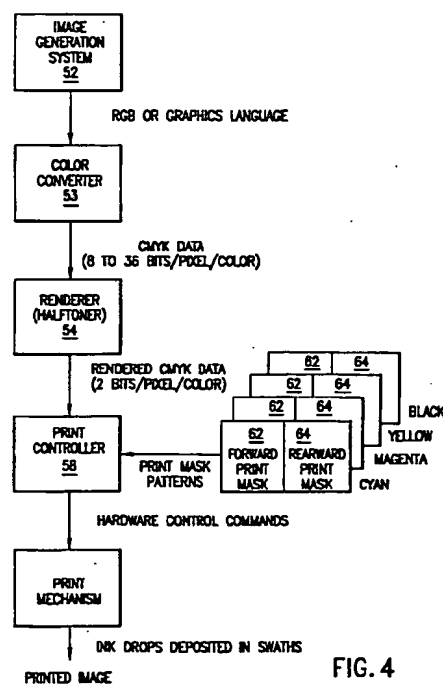 IMAGE
GENERATION
SYSTEM
52
RGB OR GRAPHICS LANGUAGE
COLOR
CONVERTER
53
CMYK DATA
(8 TO 36 BITS/PIXEL/COLOR)
RENDERER
(HALFTONER)
54
RENDERED CMYK DATA
(2 BITS/PIXEL/COLOR)
62 64
BLACK
62 64
YELLOW
62 64
MAGENTA
62 64
FORWARD REARWARD
PRINT PRINT
MASK MASK
CYAN
PRINT
CONTROLLER
58
PRINT MASK
PATTERNS
HARDWARE CONTROL COMMANDS
PRINT
MECHANISM
INK DROPS DEPOSITED IN SWATHS
PRINTED IMAGE
FIG. 4